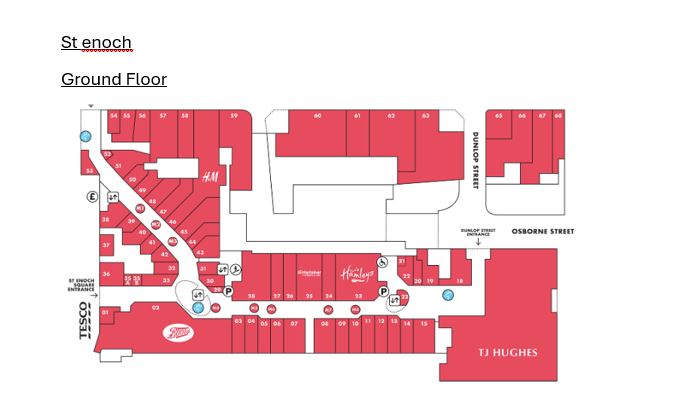 St enoch
Ground Floor
54 55 56 57 58 59 60 61 62 63 65 66 67 68
53
53
51
50
49
48
47
46
45
44
43
H&M
DUNLOP STREET
£
M1
38 39
40
41
42
37
DUNLOP STREET
ENTRANCE
OSBORNE STREET
36
33
32 31
30
29
ST ENOCH
SQUARE
ENTRANCE
TESCO
P
28 27 26 25 24 23
Hamleys
P
21
22
20 19 18
01 02
Boots
03 04 05 06 07 08 09 10 11 12 13 14 15
TJ HUGHES